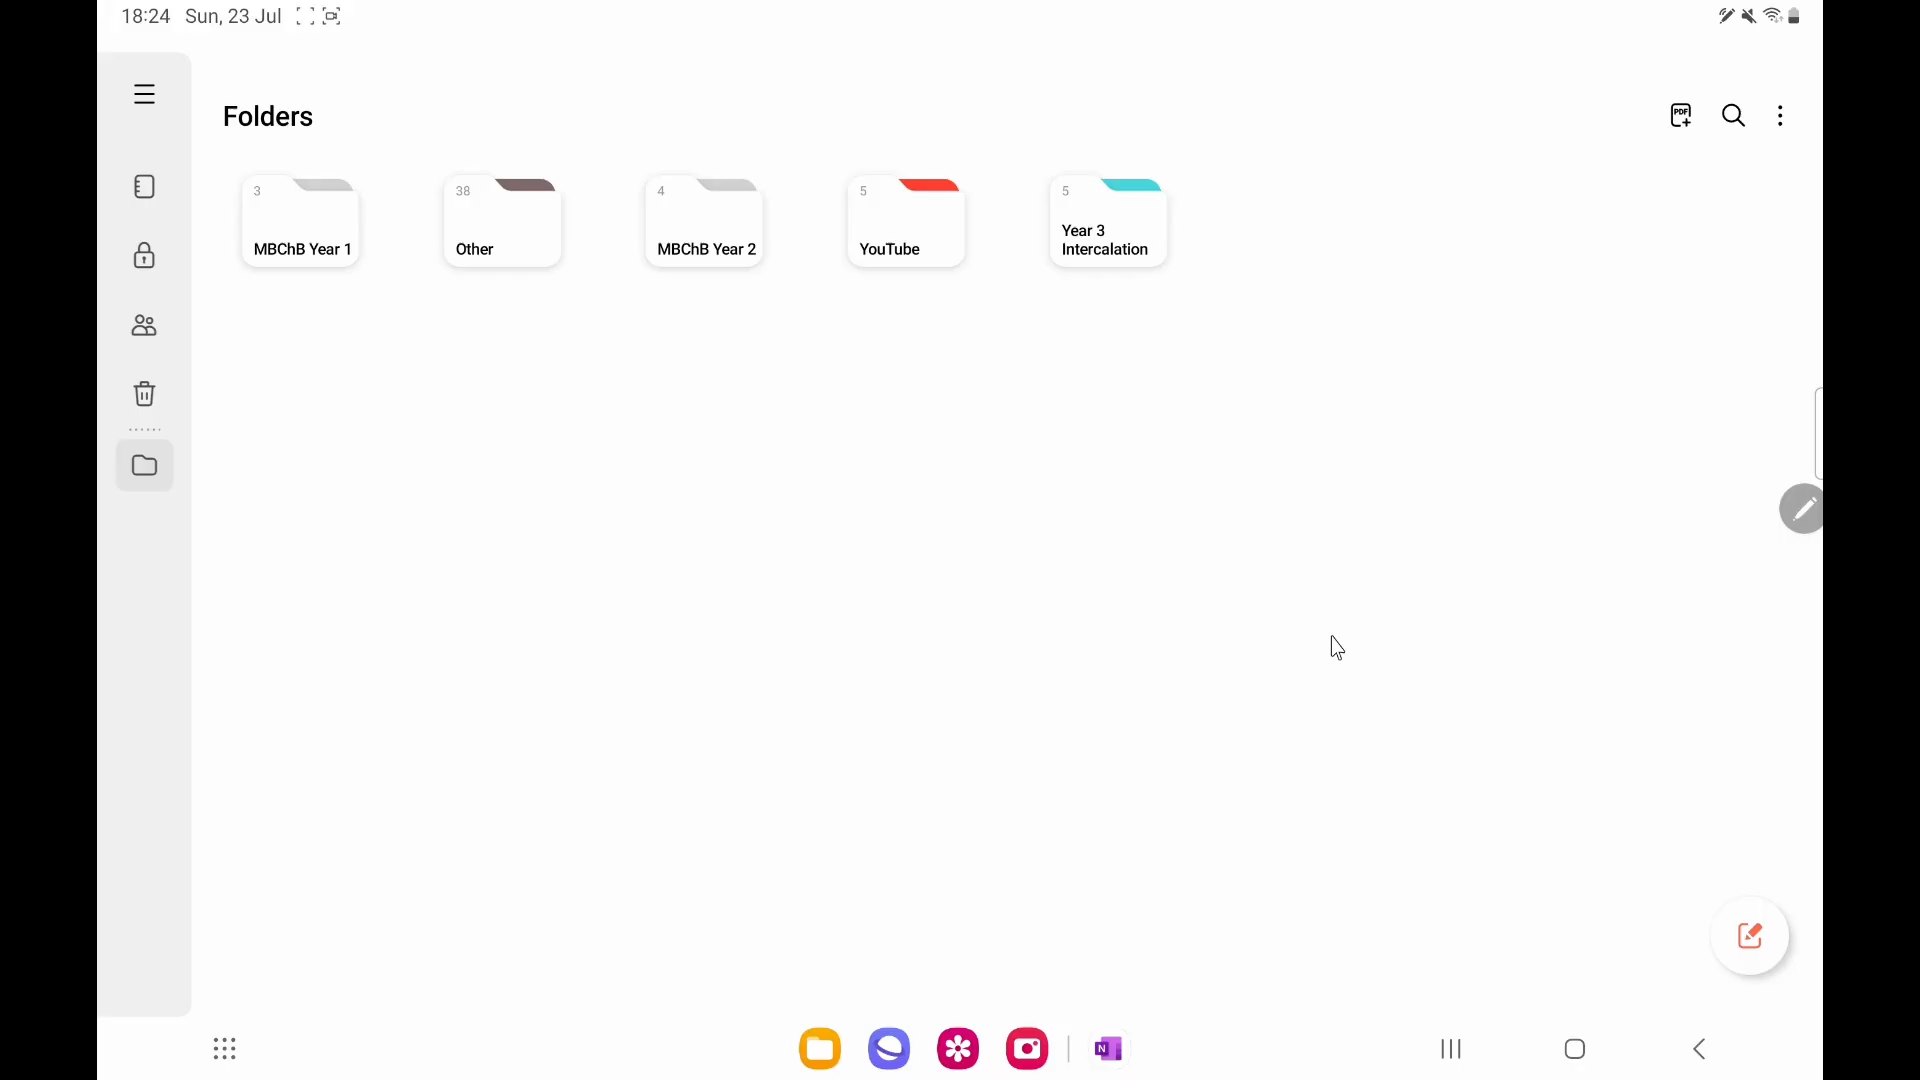 18:24 Sun, 23 Jul
Folders
PDF
3
MBChB Year 1
38
Other
4
MBChB Year 2
5
YouTube
5
Year 3
Intercalation
N